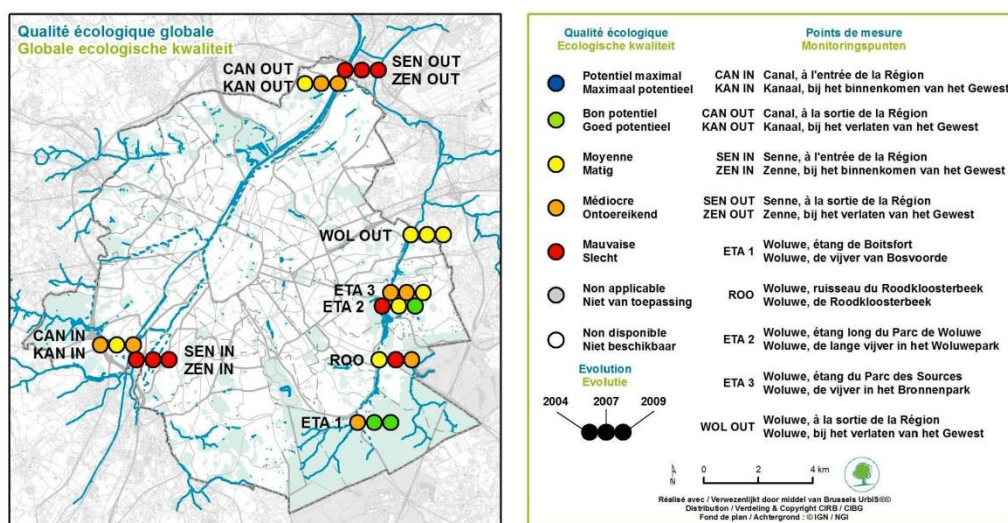 Qualité écologique globale
Globale ecologische kwaliteit
CAN OUT
KAN OUT
SEN OUT
ZEN OUT
WOL OUT
ETA 3
ETA 2
CAN IN
KAN IN
SEN IN
ZEN IN
ROO
ETA 1
Qualité écologique
Ecologische kwaliteit
Potentiel maximal
Maximaal potentieel
Bon potentiel
Goed potentieel
Moyenne
Matig
Médiocre
Ontoereikend
Mauvaise
Slecht
Non applicable
Niet van toepassing
Non disponible
Niet beschikbaar
Evolution
Evolutie
2004
2007
2009
Points de mesure
Monitoringspunten
CAN IN Canal, à l'entrée de la Région
KAN IN Kanaal, bij het binnenkomen van het Gewest
CAN OUT Canal, à la sortie de la Région
KAN OUT Kanaal, bij het verlaten van het Gewest
SEN IN Senne, à l'entrée de la Région
ZEN IN Zenne, bij het binnenkomen van het Gewest
SEN OUT Senne, à la sortie de la Région
ZEN OUT Zenne, bij het verlaten van het Gewest
ETA 1 Woluwe, étang de Boitsfort
Woluwe, de vijver van Bosvoorde
ROO Woluwe, ruisseau du Roodkloosterbeek
Woluwe, de Roodkloosterbeek
ETA 2 Woluwe, étang long du Parc de Woluwe
Woluwe, de lange vijver in het Woluwepark
ETA 3 Woluwe, étang du Parc des Sources
Woluwe, de vijver in het Bronnenpark
WOL OUT Woluwe, à la sortie de la Région
Woluwe, bij het verlaten van het Gewest
N
0 2 4 km
Réalisé avec / Verwezenlijkt door middel van Brussels UrbIS®©
Distribution / Verdeling & Copyright CIRB / CIBG
Fond de plan / Achtergrond : © IGN / NGI